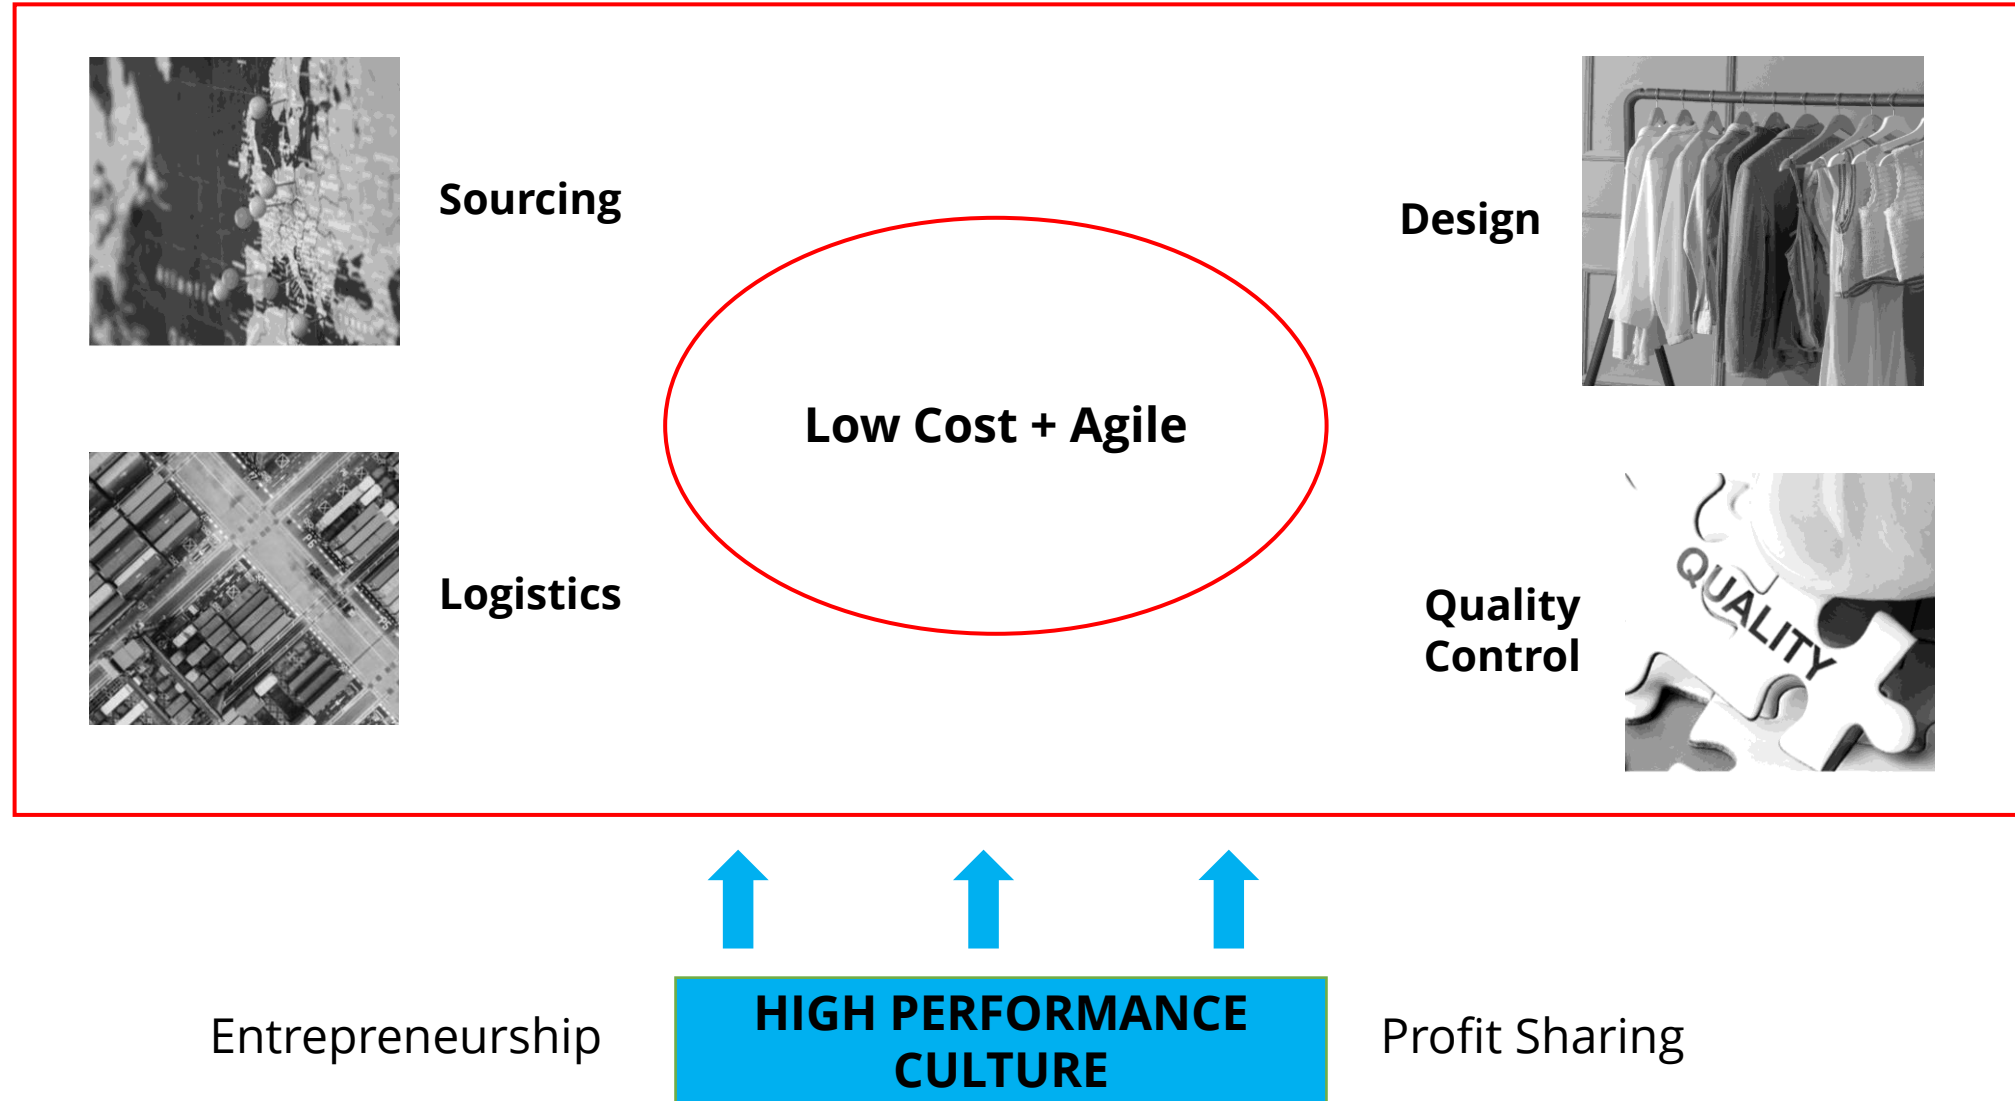 Sourcing
Design
Low Cost + Agile
Logistics
Quality
Control
QUALITY
HIGH PERFORMANCE
CULTURE
Entrepreneurship
Profit Sharing